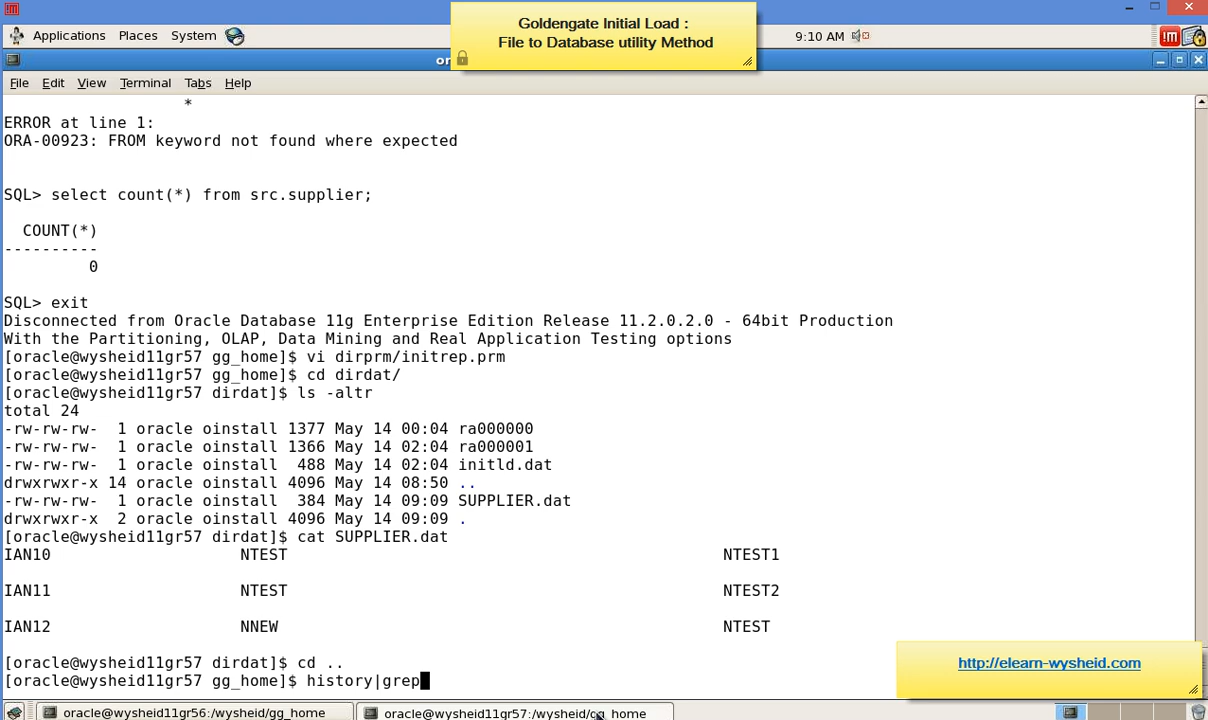 Goldengate Initial Load :
File to Database utility Method
Applications Places System
9:10 AM
or
File Edit View Terminal Tabs Help
*
ERROR at line 1:
ORA-00923: FROM keyword not found where expected
SQL> select count(*) from src.supplier;
COUNT(*)
----------
0
SQL> exit
Disconnected from Oracle Database 11g Enterprise Edition Release 11.2.0.2.0 - 64bit Production
With the Partitioning, OLAP, Data Mining and Real Application Testing options
[oracle@wysheid11gr57 gg_home]$ vi dirprm/initrep.prm
[oracle@wysheid11gr57 gg_home]$ cd dirdat/
[oracle@wysheid11gr57 dirdat]$ ls -altr
total 24
-rw-rw-rw- 1 oracle oinstall 1377 May 14 00:04 ra000000
-rw-rw-rw- 1 oracle oinstall 1366 May 14 02:04 ra000001
-rw-rw-rw- 1 oracle oinstall 488 May 14 02:04 initld.dat
drwxrwxr-x 14 oracle oinstall 4096 May 14 08:50 ..
-rw-rw-rw- 1 oracle oinstall 384 May 14 09:09 SUPPLIER.dat
drwxrwxr-x 2 oracle oinstall 4096 May 14 09:09 .
[oracle@wysheid11gr57 dirdat]$ cat SUPPLIER.dat
IAN10 NTEST NTEST1
IAN11 NTEST NTEST2
IAN12 NNEW NTEST
[oracle@wysheid11gr57 dirdat]$ cd ..
[oracle@wysheid11gr57 gg_home]$ history|grep
http://elearn-wysheid.com
oracle@wysheid11gr56:/wysheid/gg_home
oracle@wysheid11gr57:/wysheid/gg_home